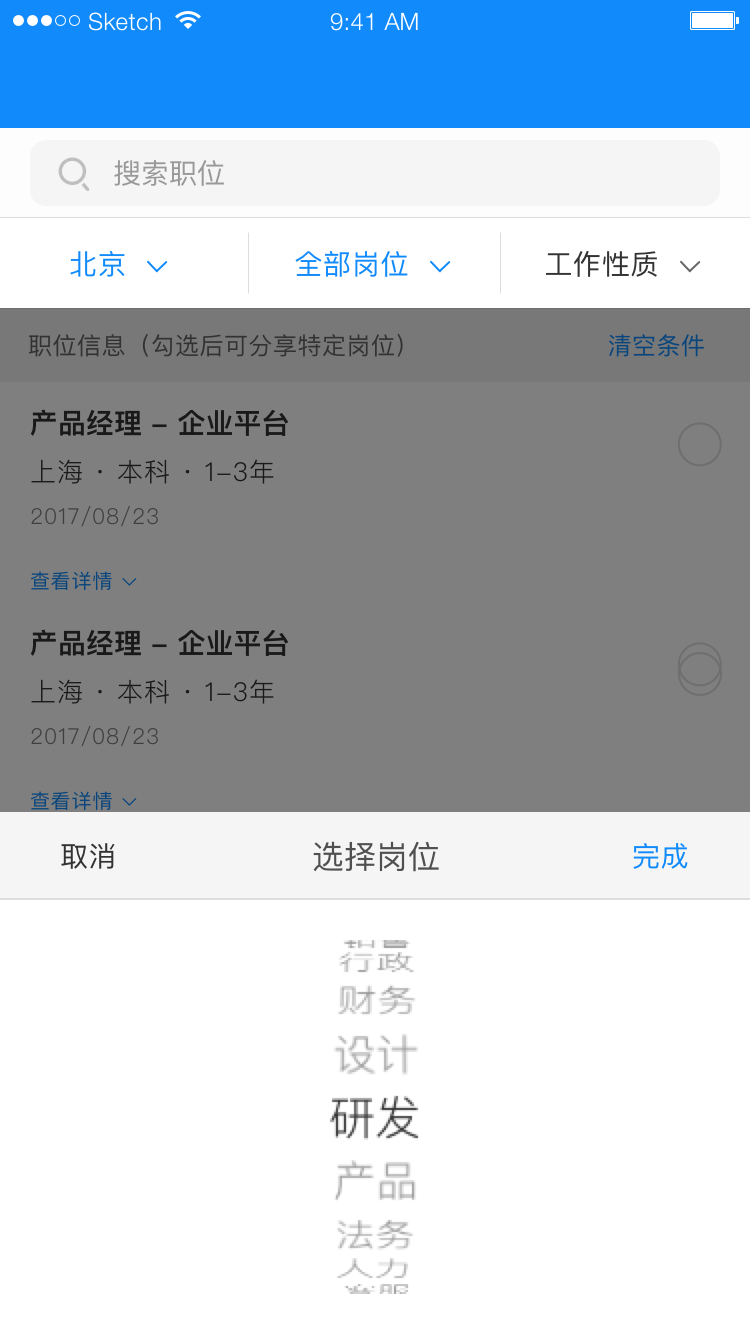 Sketch 9:41 AM
搜索职位
北京 全部岗位 工作性质
职位信息（勾选后可分享特定岗位） 清空条件
产品经理 – 企业平台
上海 · 本科 · 1–3年
2017/08/23
查看详情
产品经理 – 企业平台
上海 · 本科 · 1–3年
2017/08/23
查看详情
取消 选择岗位 完成
行政
财务
设计
研发
产品
法务
人力